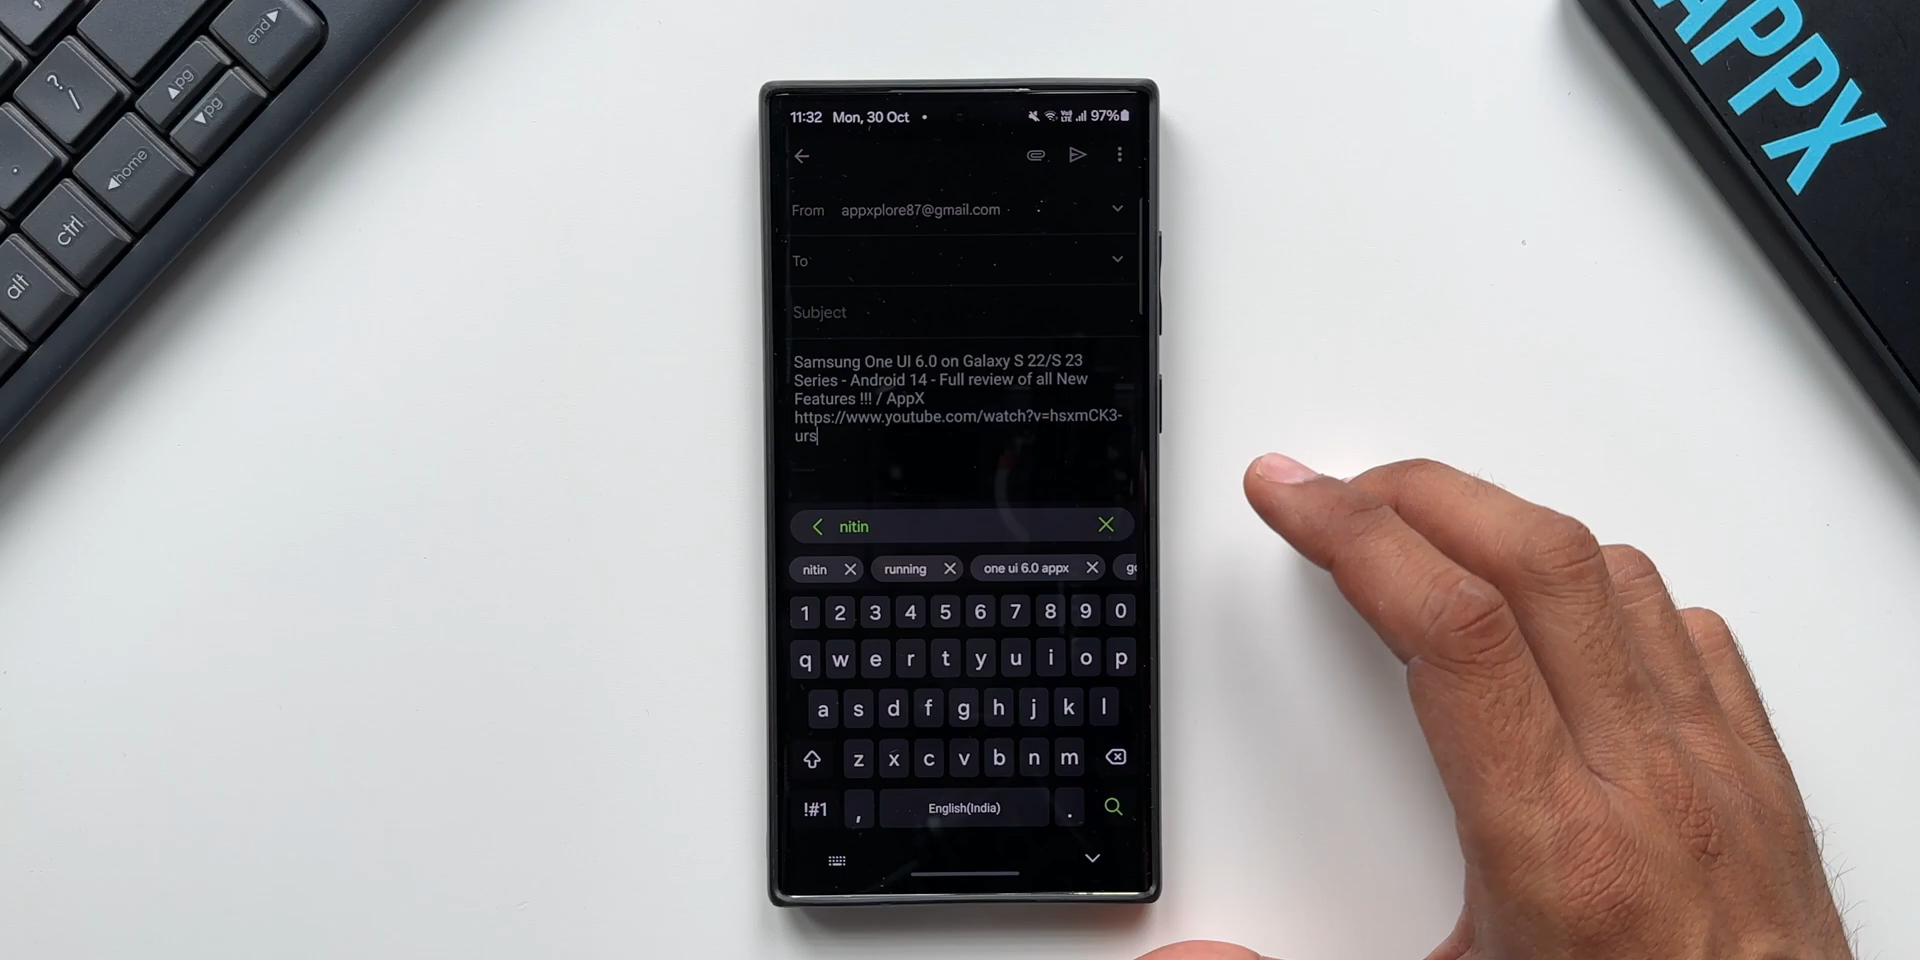 end
? /
pg
pg
home
ctrl
alt
APPX
11:32 Mon, 30 Oct 97%
From appxplore87@gmail.com
To
Subject
Samsung One UI 6.0 on Galaxy S 22/S 23
Series - Android 14 - Full review of all New
Features !!! / AppX
https://www.youtube.com/watch?v=hsxmCK3-
urs
nitin
nitin running one ui 6.0 appx
1 2 3 4 5 6 7 8 9 0
q w e r t y u i o p
a s d f g h j k l
z x c v b n m
!#1 , English(India) .